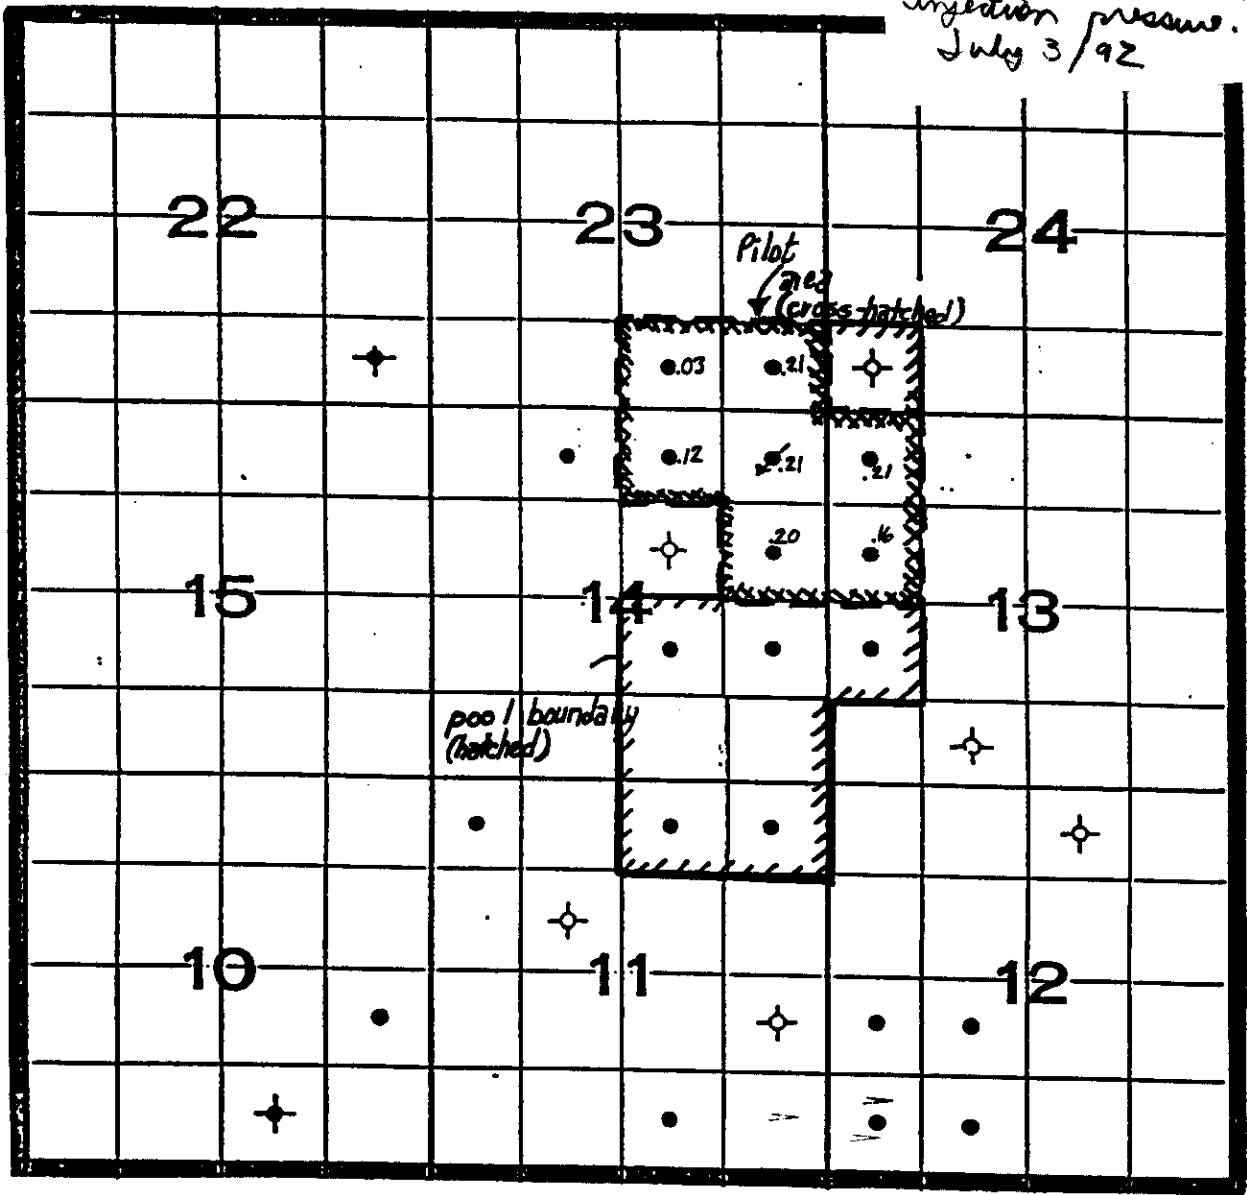 injection pressure.
July 3/92
22 23 24
Pilot
area
(cross-hatched)
.03 .21
.12 .21 .21
.20 .16
15 14 13
pool boundary
(hatched)
10 11 12